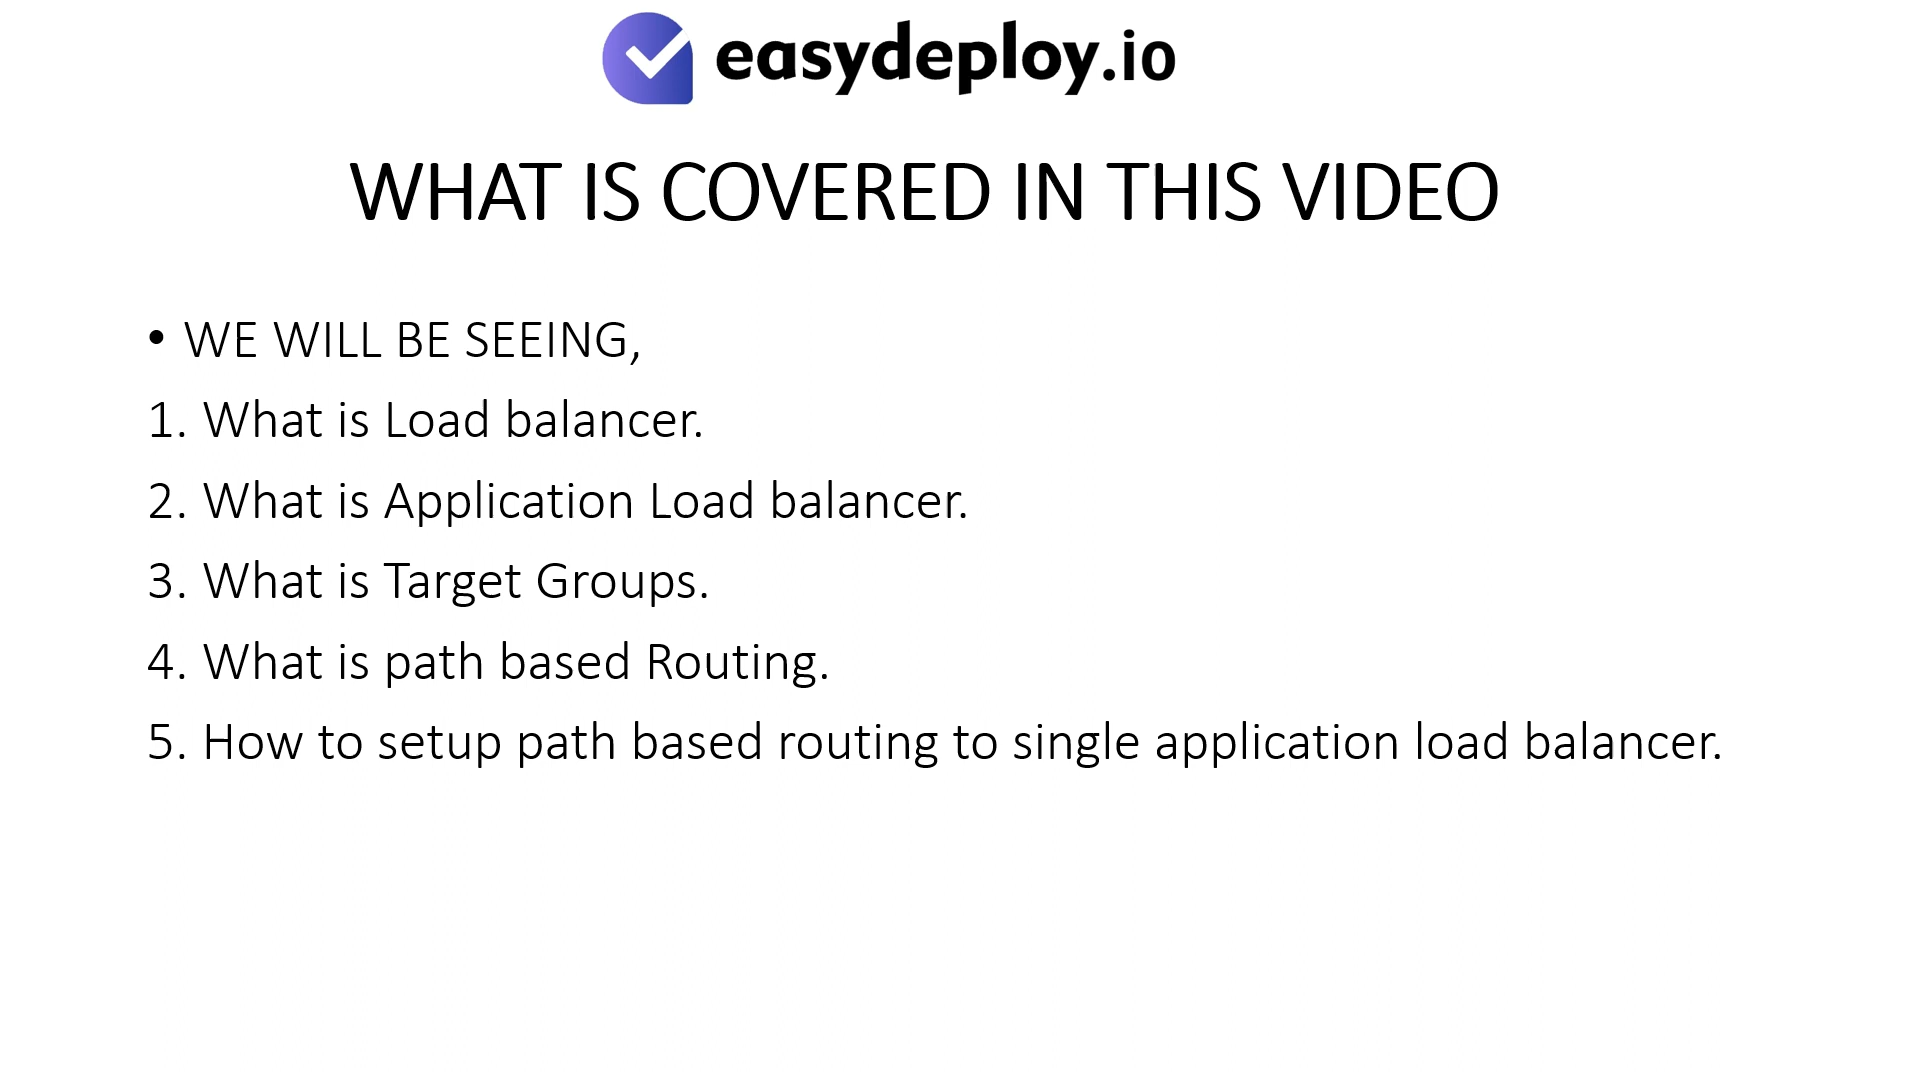 easydeploy.io
WHAT IS COVERED IN THIS VIDEO
• WE WILL BE SEEING,
1. What is Load balancer.
2. What is Application Load balancer.
3. What is Target Groups.
4. What is path based Routing.
5. How to setup path based routing to single application load balancer.